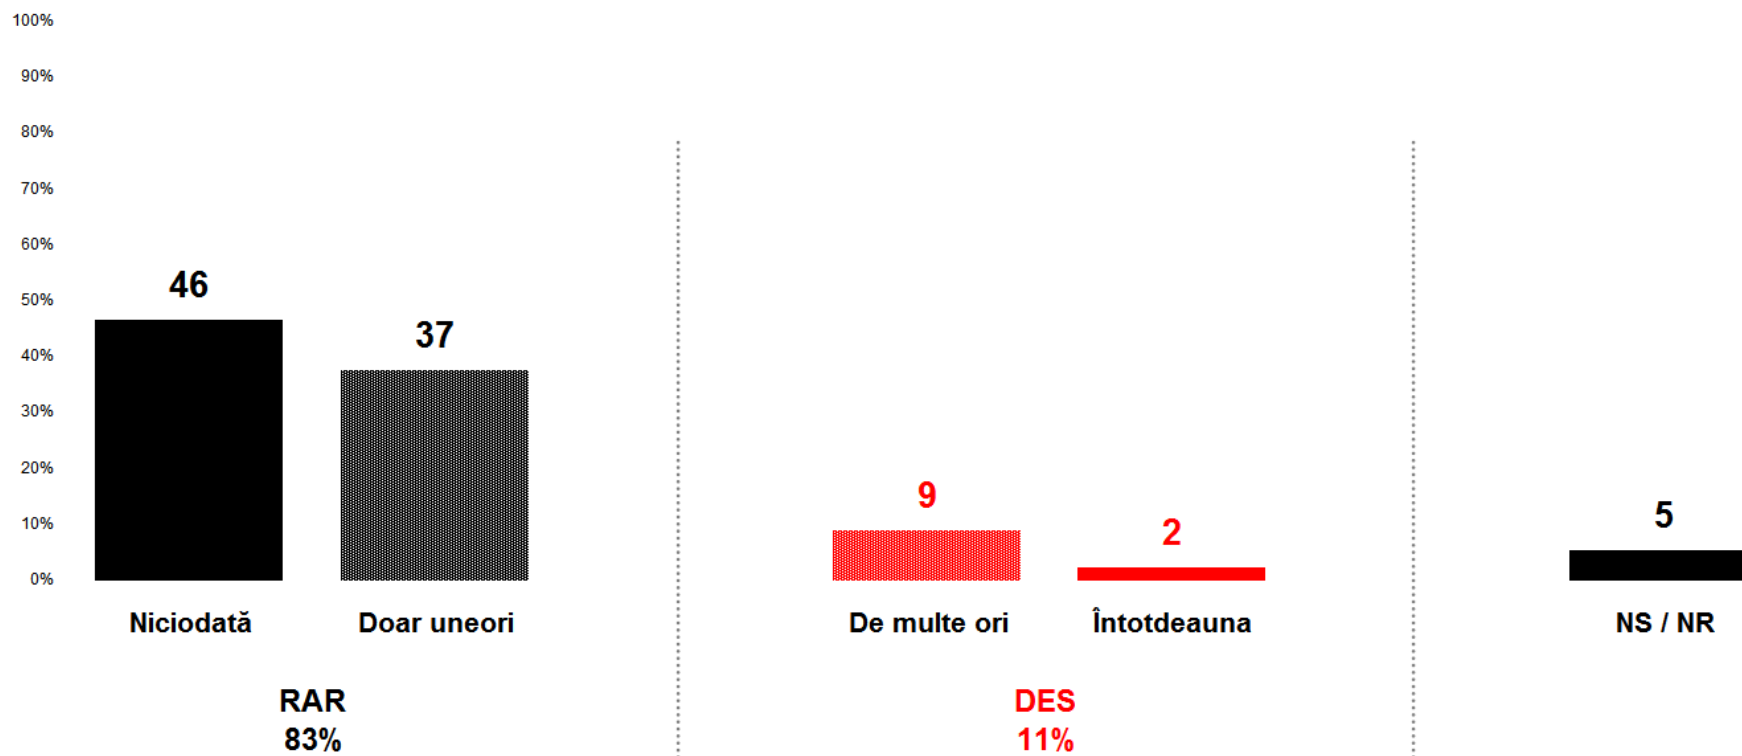 100%
90%
80%
70%
60%
50%
40%
30%
20%
10%
0%
46
37
9
2
5
Niciodată
Doar uneori
De multe ori
Întotdeauna
NS / NR
RAR
83%
DES
11%